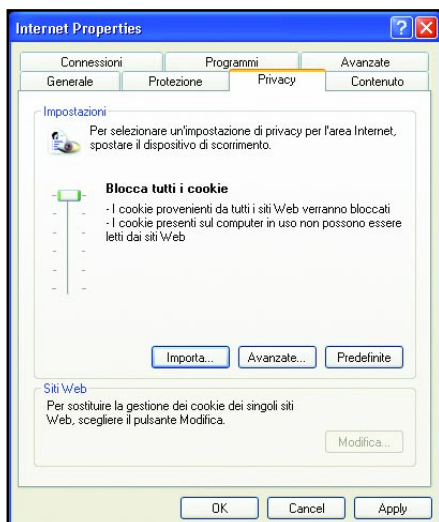 Internet Properties
Connessioni Programmi Avanzate
Generale Protezione Privacy Contenuto
Impostazioni
Per selezionare un'impostazione di privacy per l'area Internet,
spostare il dispositivo di scorrimento.
Blocca tutti i cookie
- I cookie provenienti da tutti i siti Web verranno bloccati
- I cookie presenti sul computer in uso non possono essere
letti dai siti Web
Importa... Avanzate... Predefinite
Siti Web
Per sostituire la gestione dei cookie dei singoli siti
Web, scegliere il pulsante Modifica.
Modifica...
OK Cancel Apply